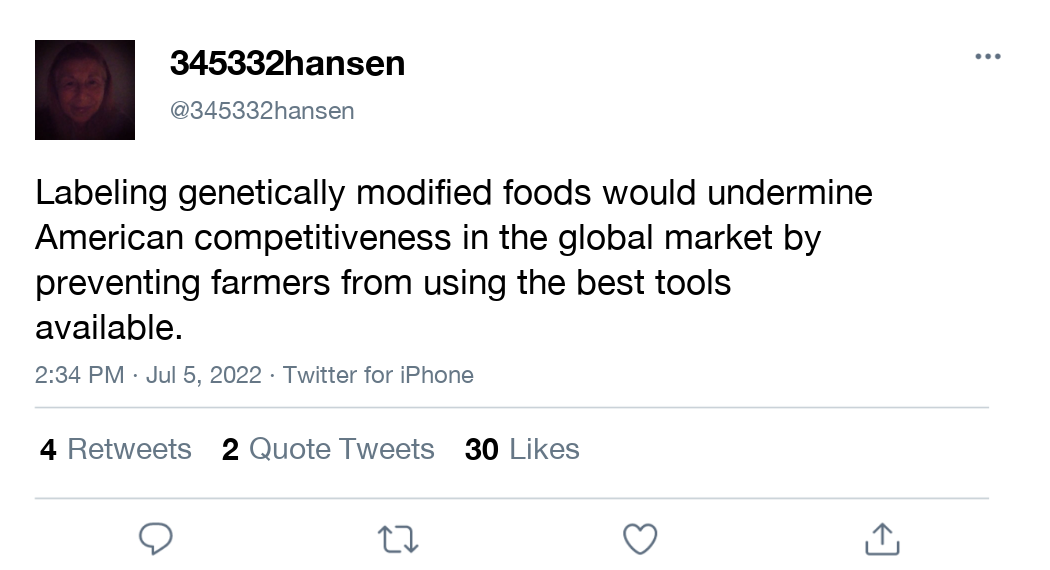 345332hansen
@345332hansen
Labeling genetically modified foods would undermine
American competitiveness in the global market by
preventing farmers from using the best tools
available.
2:34 PM · Jul 5, 2022 · Twitter for iPhone
4 Retweets 2 Quote Tweets 30 Likes